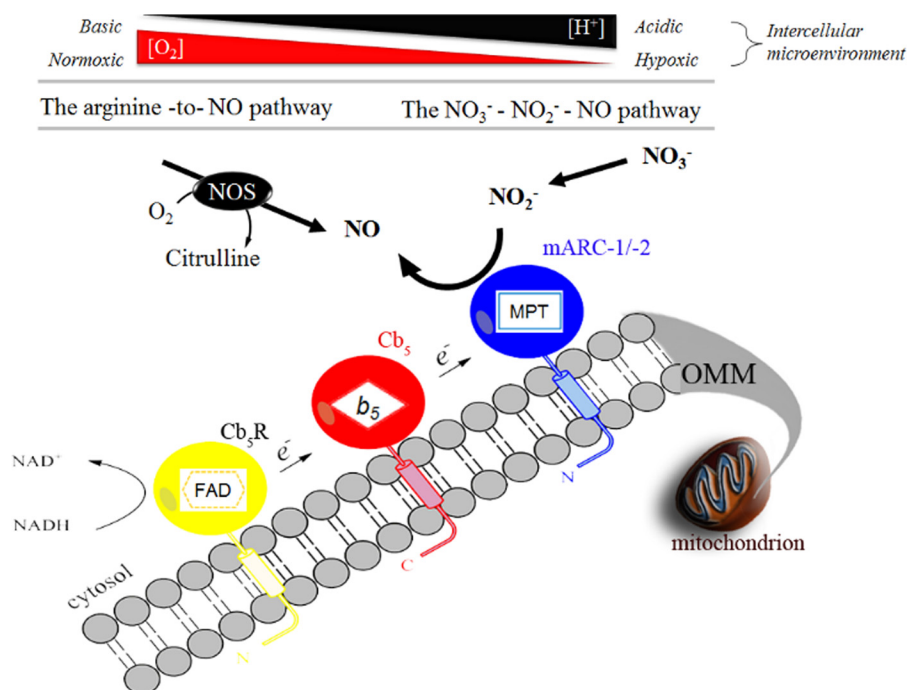 Basic
[H⁺]
Acidic
Intercellular
microenvironment
[O₂]
Normoxic
Hypoxic
The arginine -to- NO pathway
The NO₃⁻ - NO₂⁻ - NO pathway
NO₃⁻
NOS
NO₂⁻
O₂
NO
Citrulline
mARC-1/-2
MPT
Cb₅
é
OMM
b₅
Cb₅R
é
NAD⁺
FAD
N
NADH
mitochondrion
C
cytosol
N